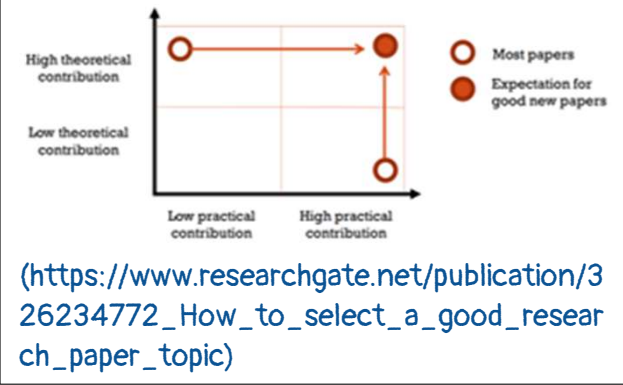 High theoretical
contribution
Low theoretical
contribution
Low practical
contribution
High practical
contribution
Most papers
Expectation for
good new papers
(https://www.researchgate.net/publication/3
26234772_How_to_select_a_good_resear
ch_paper_topic)